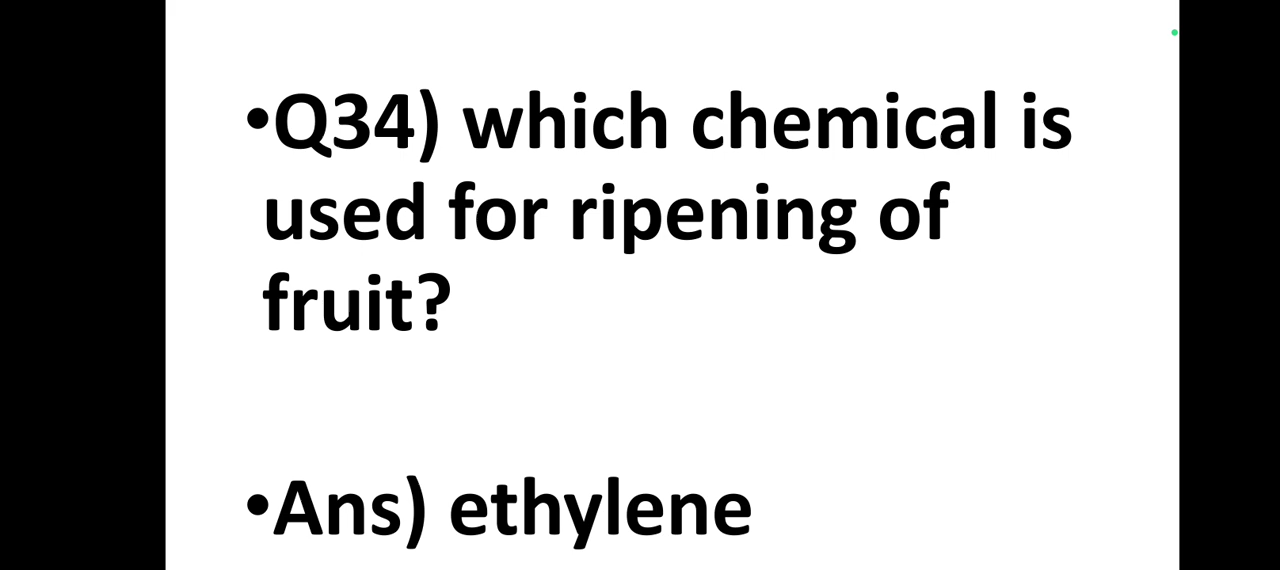 •Q34) which chemical is
used for ripening of
fruit?
•Ans) ethylene